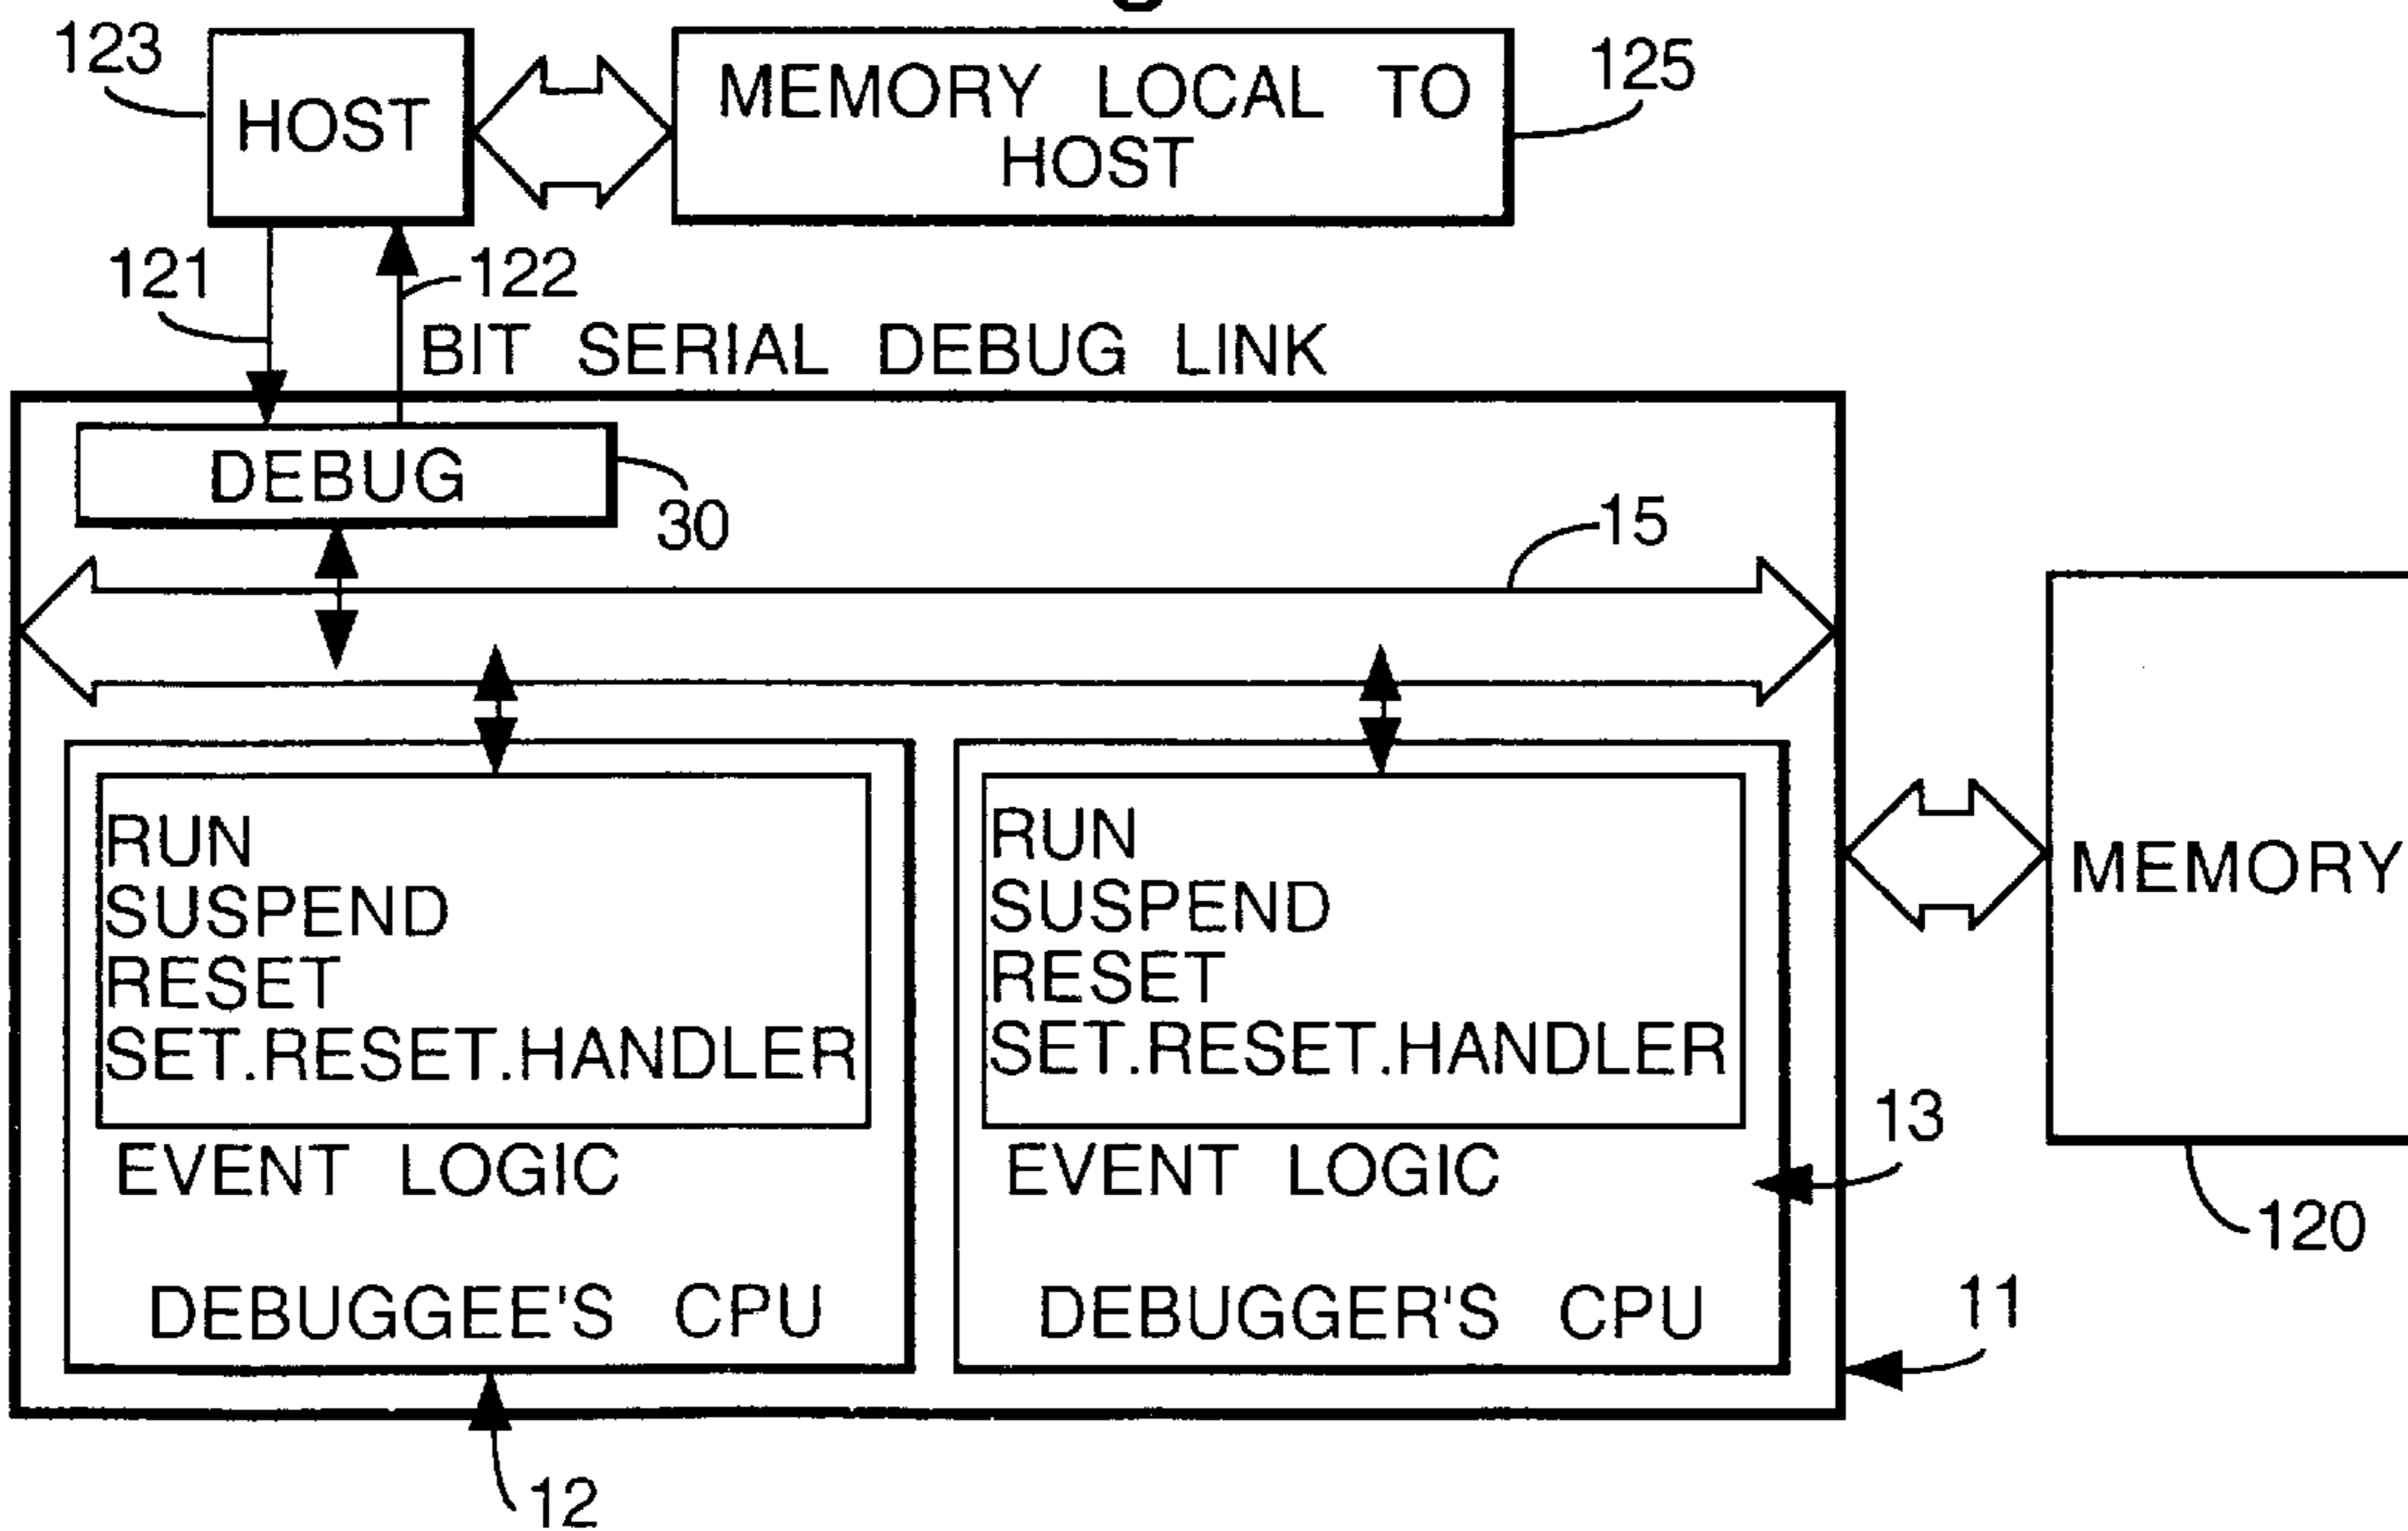 123
HOST
MEMORY LOCAL TO
HOST
125
121
122
BIT SERIAL DEBUG LINK
DEBUG
30
15
RUN
SUSPEND
RESET
SET.RESET.HANDLER
EVENT LOGIC
DEBUGGEE'S CPU
RUN
SUSPEND
RESET
SET.RESET.HANDLER
EVENT LOGIC
DEBUGGER'S CPU
13
MEMORY
120
11
12